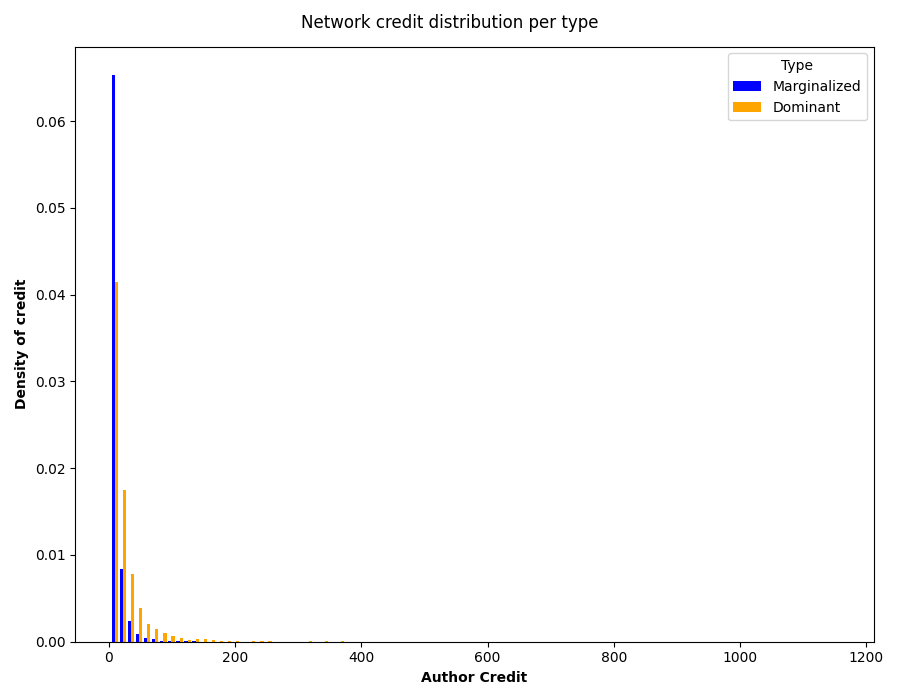 Network credit distribution per type
Type
Marginalized
Dominant
Density of credit
0.06
0.05
0.04
0.03
0.02
0.01
0.00
0 200 400 600 800 1000 1200
Author Credit